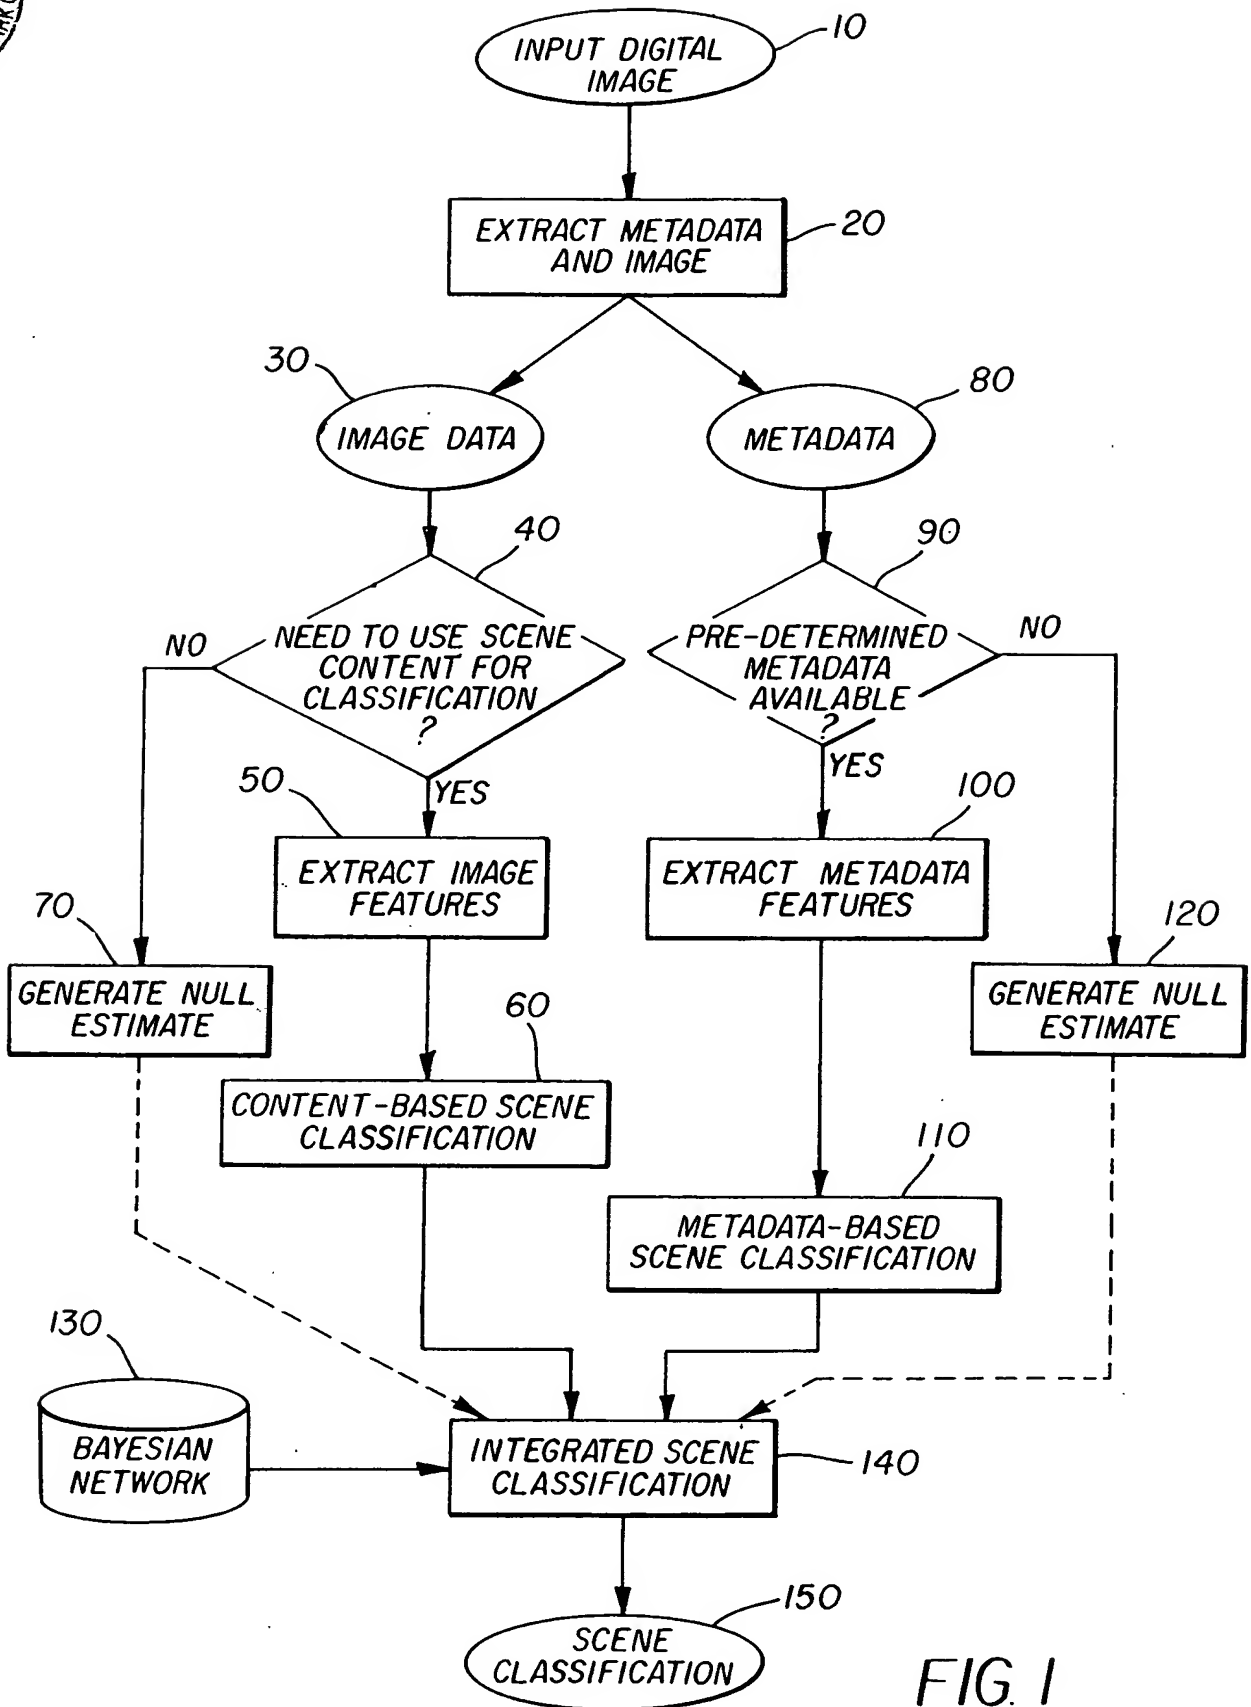 10
INPUT DIGITAL
IMAGE
EXTRACT METADATA
AND IMAGE
20
30
IMAGE DATA
80
METADATA
40
NEED TO USE SCENE
CONTENT FOR
CLASSIFICATION
?
NO
YES
90
PRE-DETERMINED
METADATA
AVAILABLE
?
NO
YES
50
EXTRACT IMAGE
FEATURES
100
EXTRACT METADATA
FEATURES
70
GENERATE NULL
ESTIMATE
120
GENERATE NULL
ESTIMATE
60
CONTENT-BASED SCENE
CLASSIFICATION
110
METADATA-BASED
SCENE CLASSIFICATION
130
BAYESIAN
NETWORK
INTEGRATED SCENE
CLASSIFICATION
140
150
SCENE
CLASSIFICATION
FIG. 1